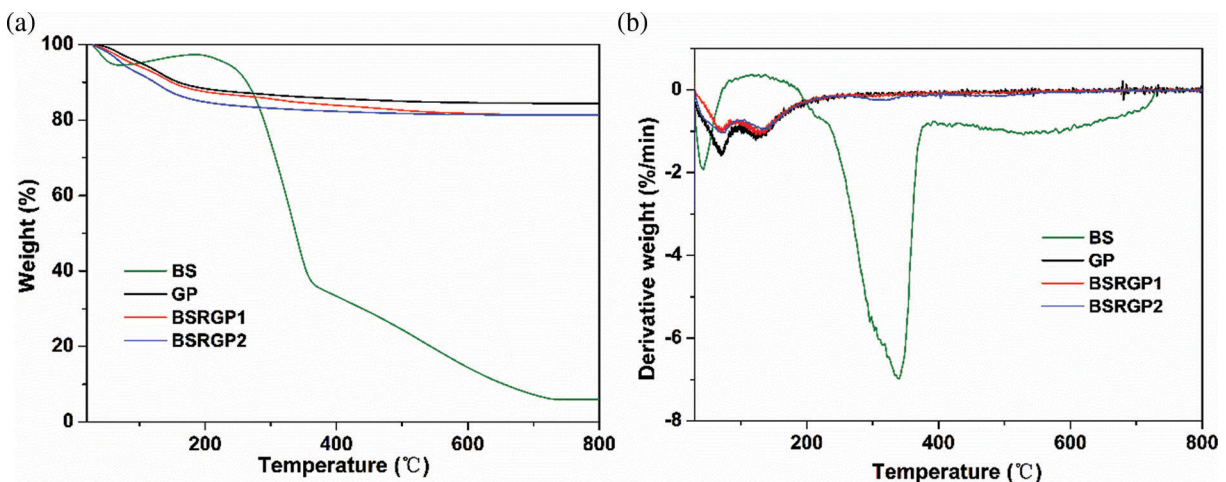 (a)
100
80
60
40
20
0
Weight (%)
BS
GP
BSRGP1
BSRGP2
200
400
600
800
Temperature (℃)
(b)
0
-2
-4
-6
-8
Derivative weight (%/min)
BS
GP
BSRGP1
BSRGP2
200
400
600
800
Temperature (℃)